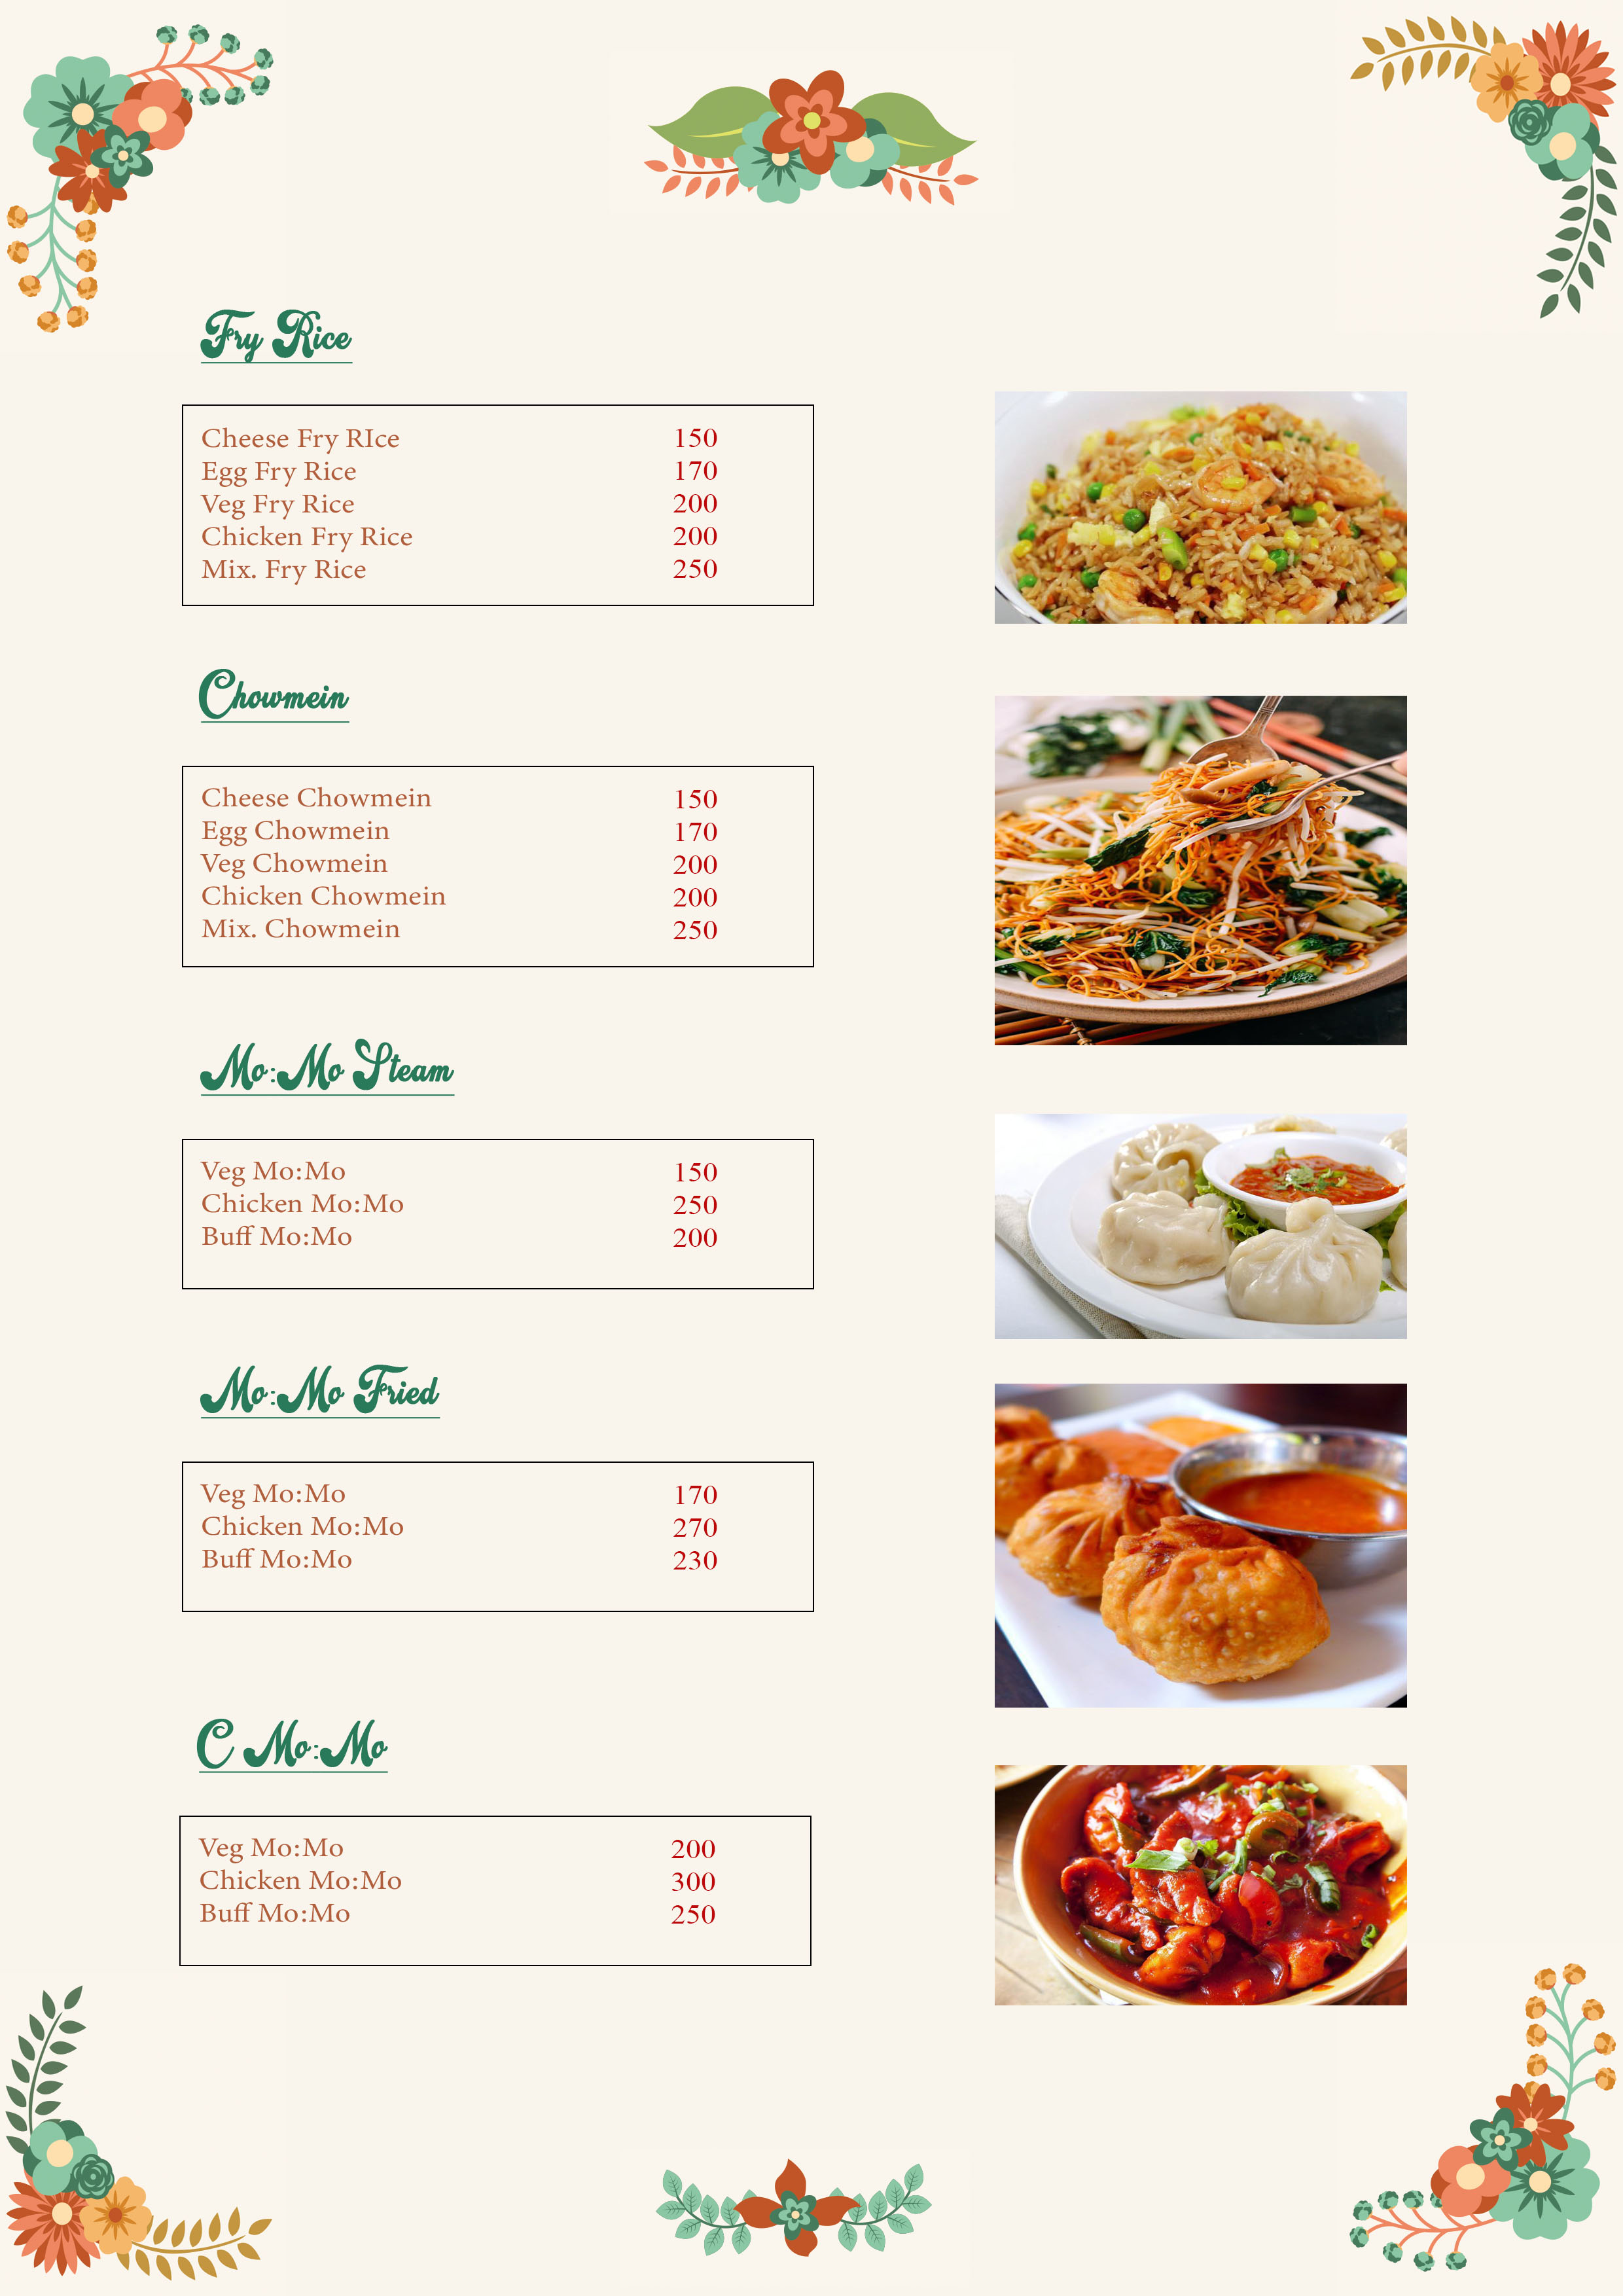 Fry Rice
Cheese Fry RIce 150
Egg Fry Rice 170
Veg Fry Rice 200
Chicken Fry Rice 200
Mix. Fry Rice 250
Chowmein
Cheese Chowmein 150
Egg Chowmein 170
Veg Chowmein 200
Chicken Chowmein 200
Mix. Chowmein 250
Mo:Mo Steam
Veg Mo:Mo 150
Chicken Mo:Mo 250
Buff Mo:Mo 200
Mo:Mo Fried
Veg Mo:Mo 170
Chicken Mo:Mo 270
Buff Mo:Mo 230
C Mo:Mo
Veg Mo:Mo 200
Chicken Mo:Mo 300
Buff Mo:Mo 250